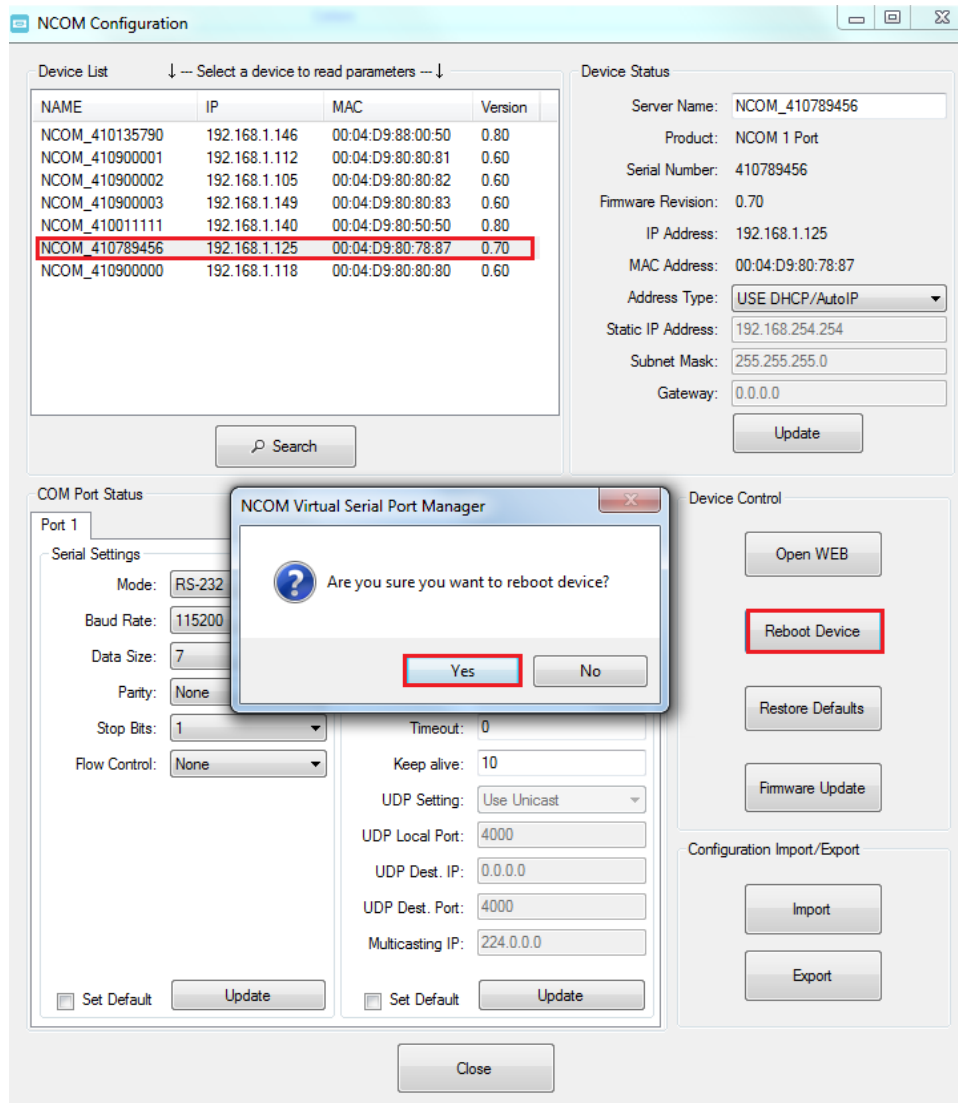 NCOM Configuration
Device List ↓ --- Select a device to read parameters --- ↓
NAME IP MAC Version
NCOM_410135790 192.168.1.146 00:04:D9:88:00:50 0.80
NCOM_410900001 192.168.1.112 00:04:D9:80:80:81 0.60
NCOM_410900002 192.168.1.105 00:04:D9:80:80:82 0.60
NCOM_410900003 192.168.1.149 00:04:D9:80:80:83 0.60
NCOM_410011111 192.168.1.140 00:04:D9:80:50:50 0.80
NCOM_410789456 192.168.1.125 00:04:D9:80:78:87 0.70
NCOM_410900000 192.168.1.118 00:04:D9:80:80:80 0.60
Search
Device Status
Server Name: NCOM_410789456
Product: NCOM 1 Port
Serial Number: 410789456
Firmware Revision: 0.70
IP Address: 192.168.1.125
MAC Address: 00:04:D9:80:78:87
Address Type: USE DHCP/AutoIP
Static IP Address: 192.168.254.254
Subnet Mask: 255.255.255.0
Gateway: 0.0.0.0
Update
COM Port Status
Port 1
Serial Settings
Mode: RS-232
Baud Rate: 115200
Data Size: 7
Parity: None
Stop Bits: 1
Flow Control: None
Set Default Update
NCOM Virtual Serial Port Manager
Are you sure you want to reboot device?
Yes No
Timeout: 0
Keep alive: 10
UDP Setting: Use Unicast
UDP Local Port: 4000
UDP Dest. IP: 0.0.0.0
UDP Dest. Port: 4000
Multicasting IP: 224.0.0.0
Set Default Update
Device Control
Open WEB
Reboot Device
Restore Defaults
Firmware Update
Configuration Import/Export
Import
Export
Close